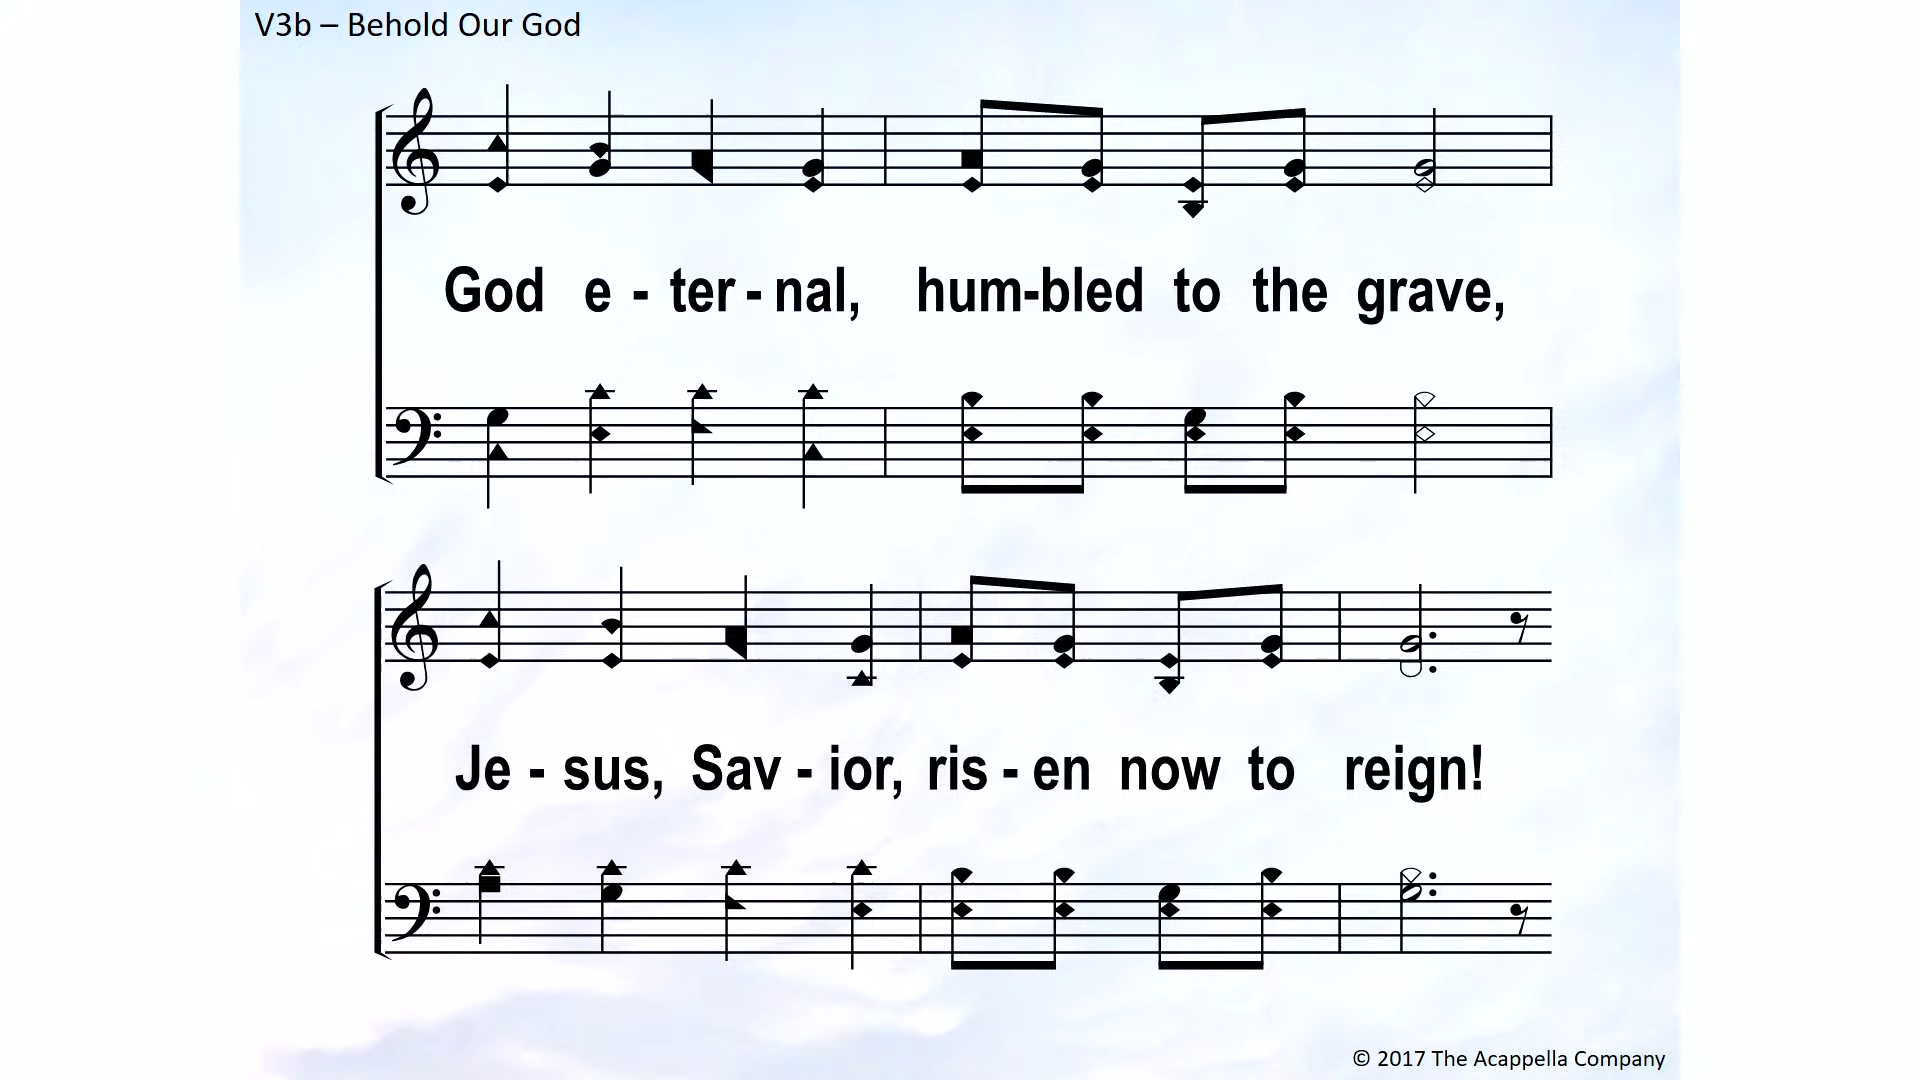 V3b – Behold Our God
God e - ter - nal, hum-bled to the grave,
Je - sus, Sav - ior, ris - en now to reign!
© 2017 The Acappella Company